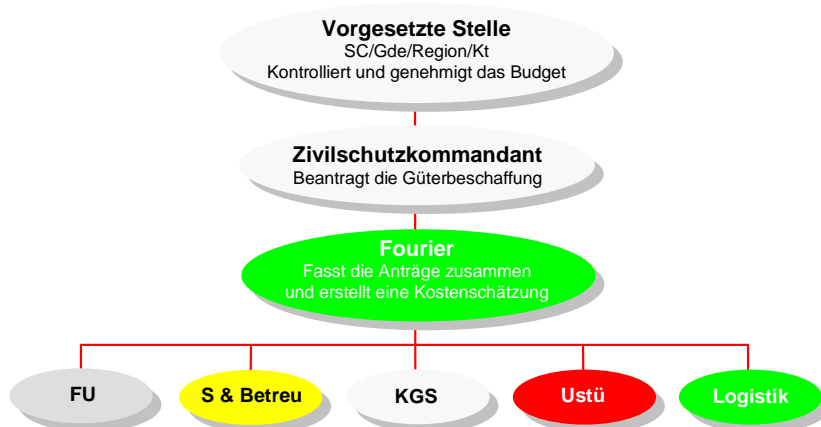 Vorgesetzte Stelle
SC/Gde/Region/Kt
Kontrolliert und genehmigt das Budget
Zivilschutzkommandant
Beantragt die Güterbeschaffung
Fourier
Fasst die Anträge zusammen
und erstellt eine Kostenschätzung
FU
S & Betreu
KGS
Ustü
Logistik